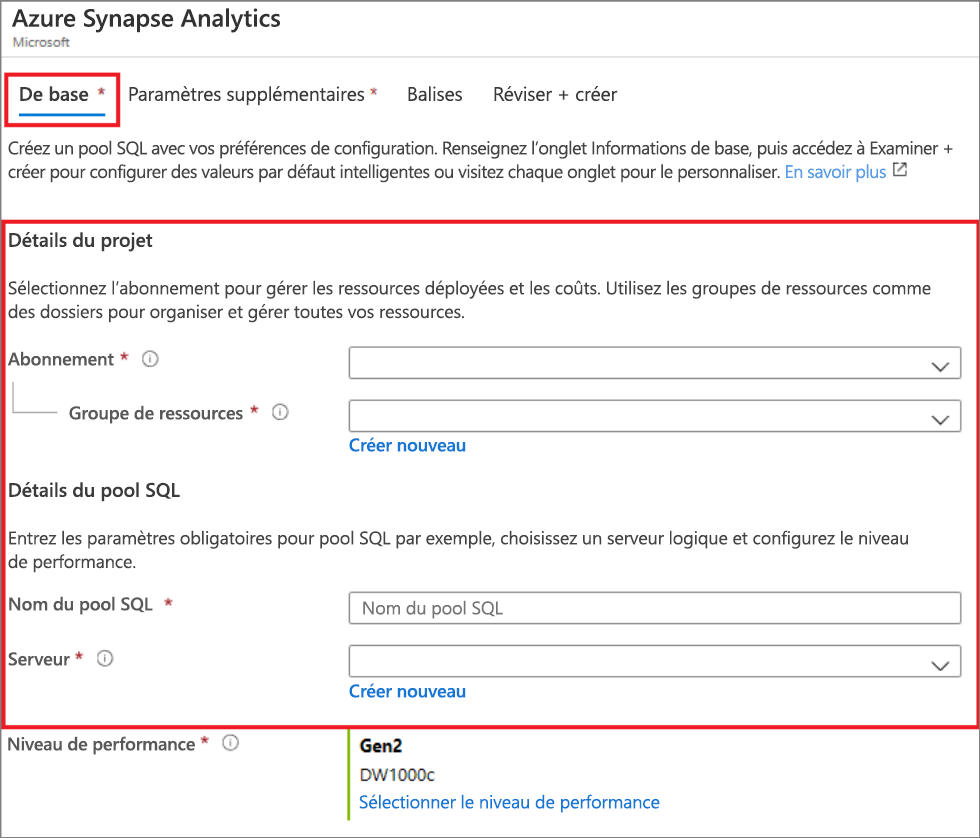 Azure Synapse Analytics
Microsoft
De base * Paramètres supplémentaires * Balises Réviser + créer
Créez un pool SQL avec vos préférences de configuration. Renseignez l’onglet Informations de base, puis accédez à Examiner +
créer pour configurer des valeurs par défaut intelligentes ou visitez chaque onglet pour le personnaliser. En savoir plus
Détails du projet
Sélectionnez l’abonnement pour gérer les ressources déployées et les coûts. Utilisez les groupes de ressources comme
des dossiers pour organiser et gérer toutes vos ressources.
Abonnement *
Groupe de ressources *
Créer nouveau
Détails du pool SQL
Entrez les paramètres obligatoires pour pool SQL par exemple, choisissez un serveur logique et configurez le niveau
de performance.
Nom du pool SQL * Nom du pool SQL
Serveur *
Créer nouveau
Niveau de performance * Gen2
DW1000c
Sélectionner le niveau de performance